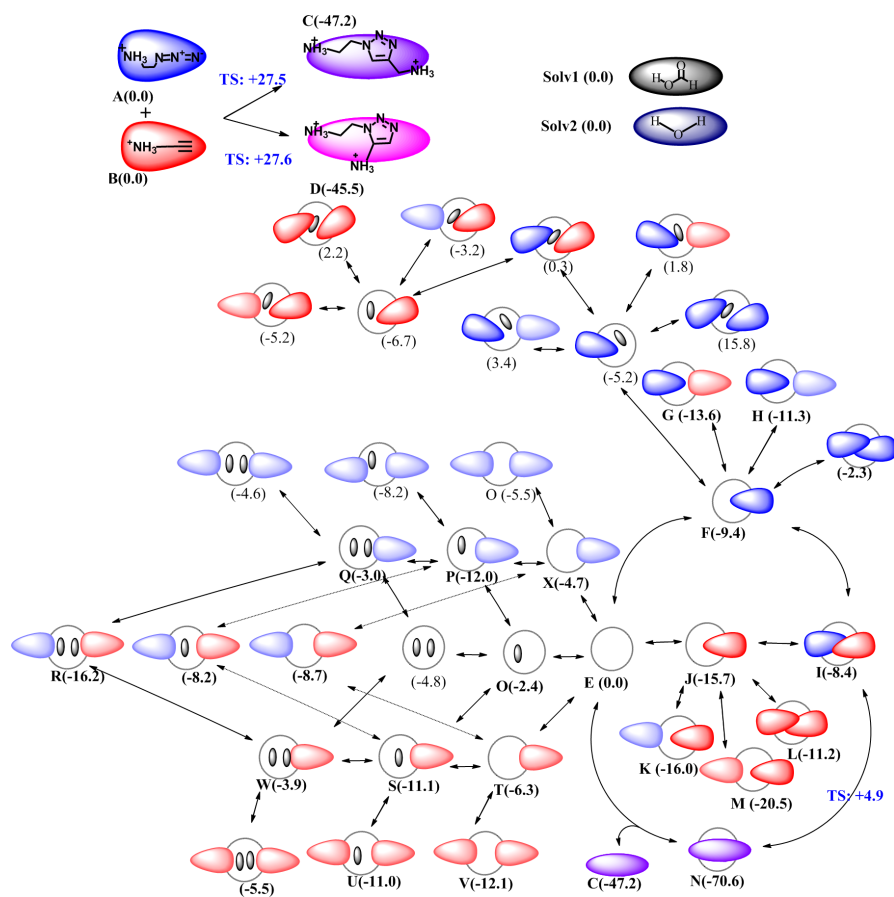 C(-47.2)
N
N
N
+
NH3
NH3
+
+
NH3
N=N+=N-
TS: +27.5
A(0.0)
+
Solv1 (0.0)
O
H
O
H
Solv2 (0.0)
H
H
O
+NH3
B(0.0)
TS: +27.6
+
NH3
N
N
N
NH3
+
D(-45.5)
(2.2)
(-3.2)
(0.3)
(1.8)
(-5.2)
(-6.7)
(3.4)
(-5.2)
(15.8)
G (-13.6)
H (-11.3)
(-4.6)
(-8.2)
O (-5.5)
(-2.3)
F(-9.4)
Q(-3.0)
P(-12.0)
X(-4.7)
R(-16.2)
(-8.2)
(-8.7)
(-4.8)
O(-2.4)
E (0.0)
J(-15.7)
I(-8.4)
K (-16.0)
L(-11.2)
M (-20.5)
TS: +4.9
W(-3.9)
S(-11.1)
T(-6.3)
(-5.5)
U(-11.0)
V(-12.1)
C(-47.2)
N(-70.6)